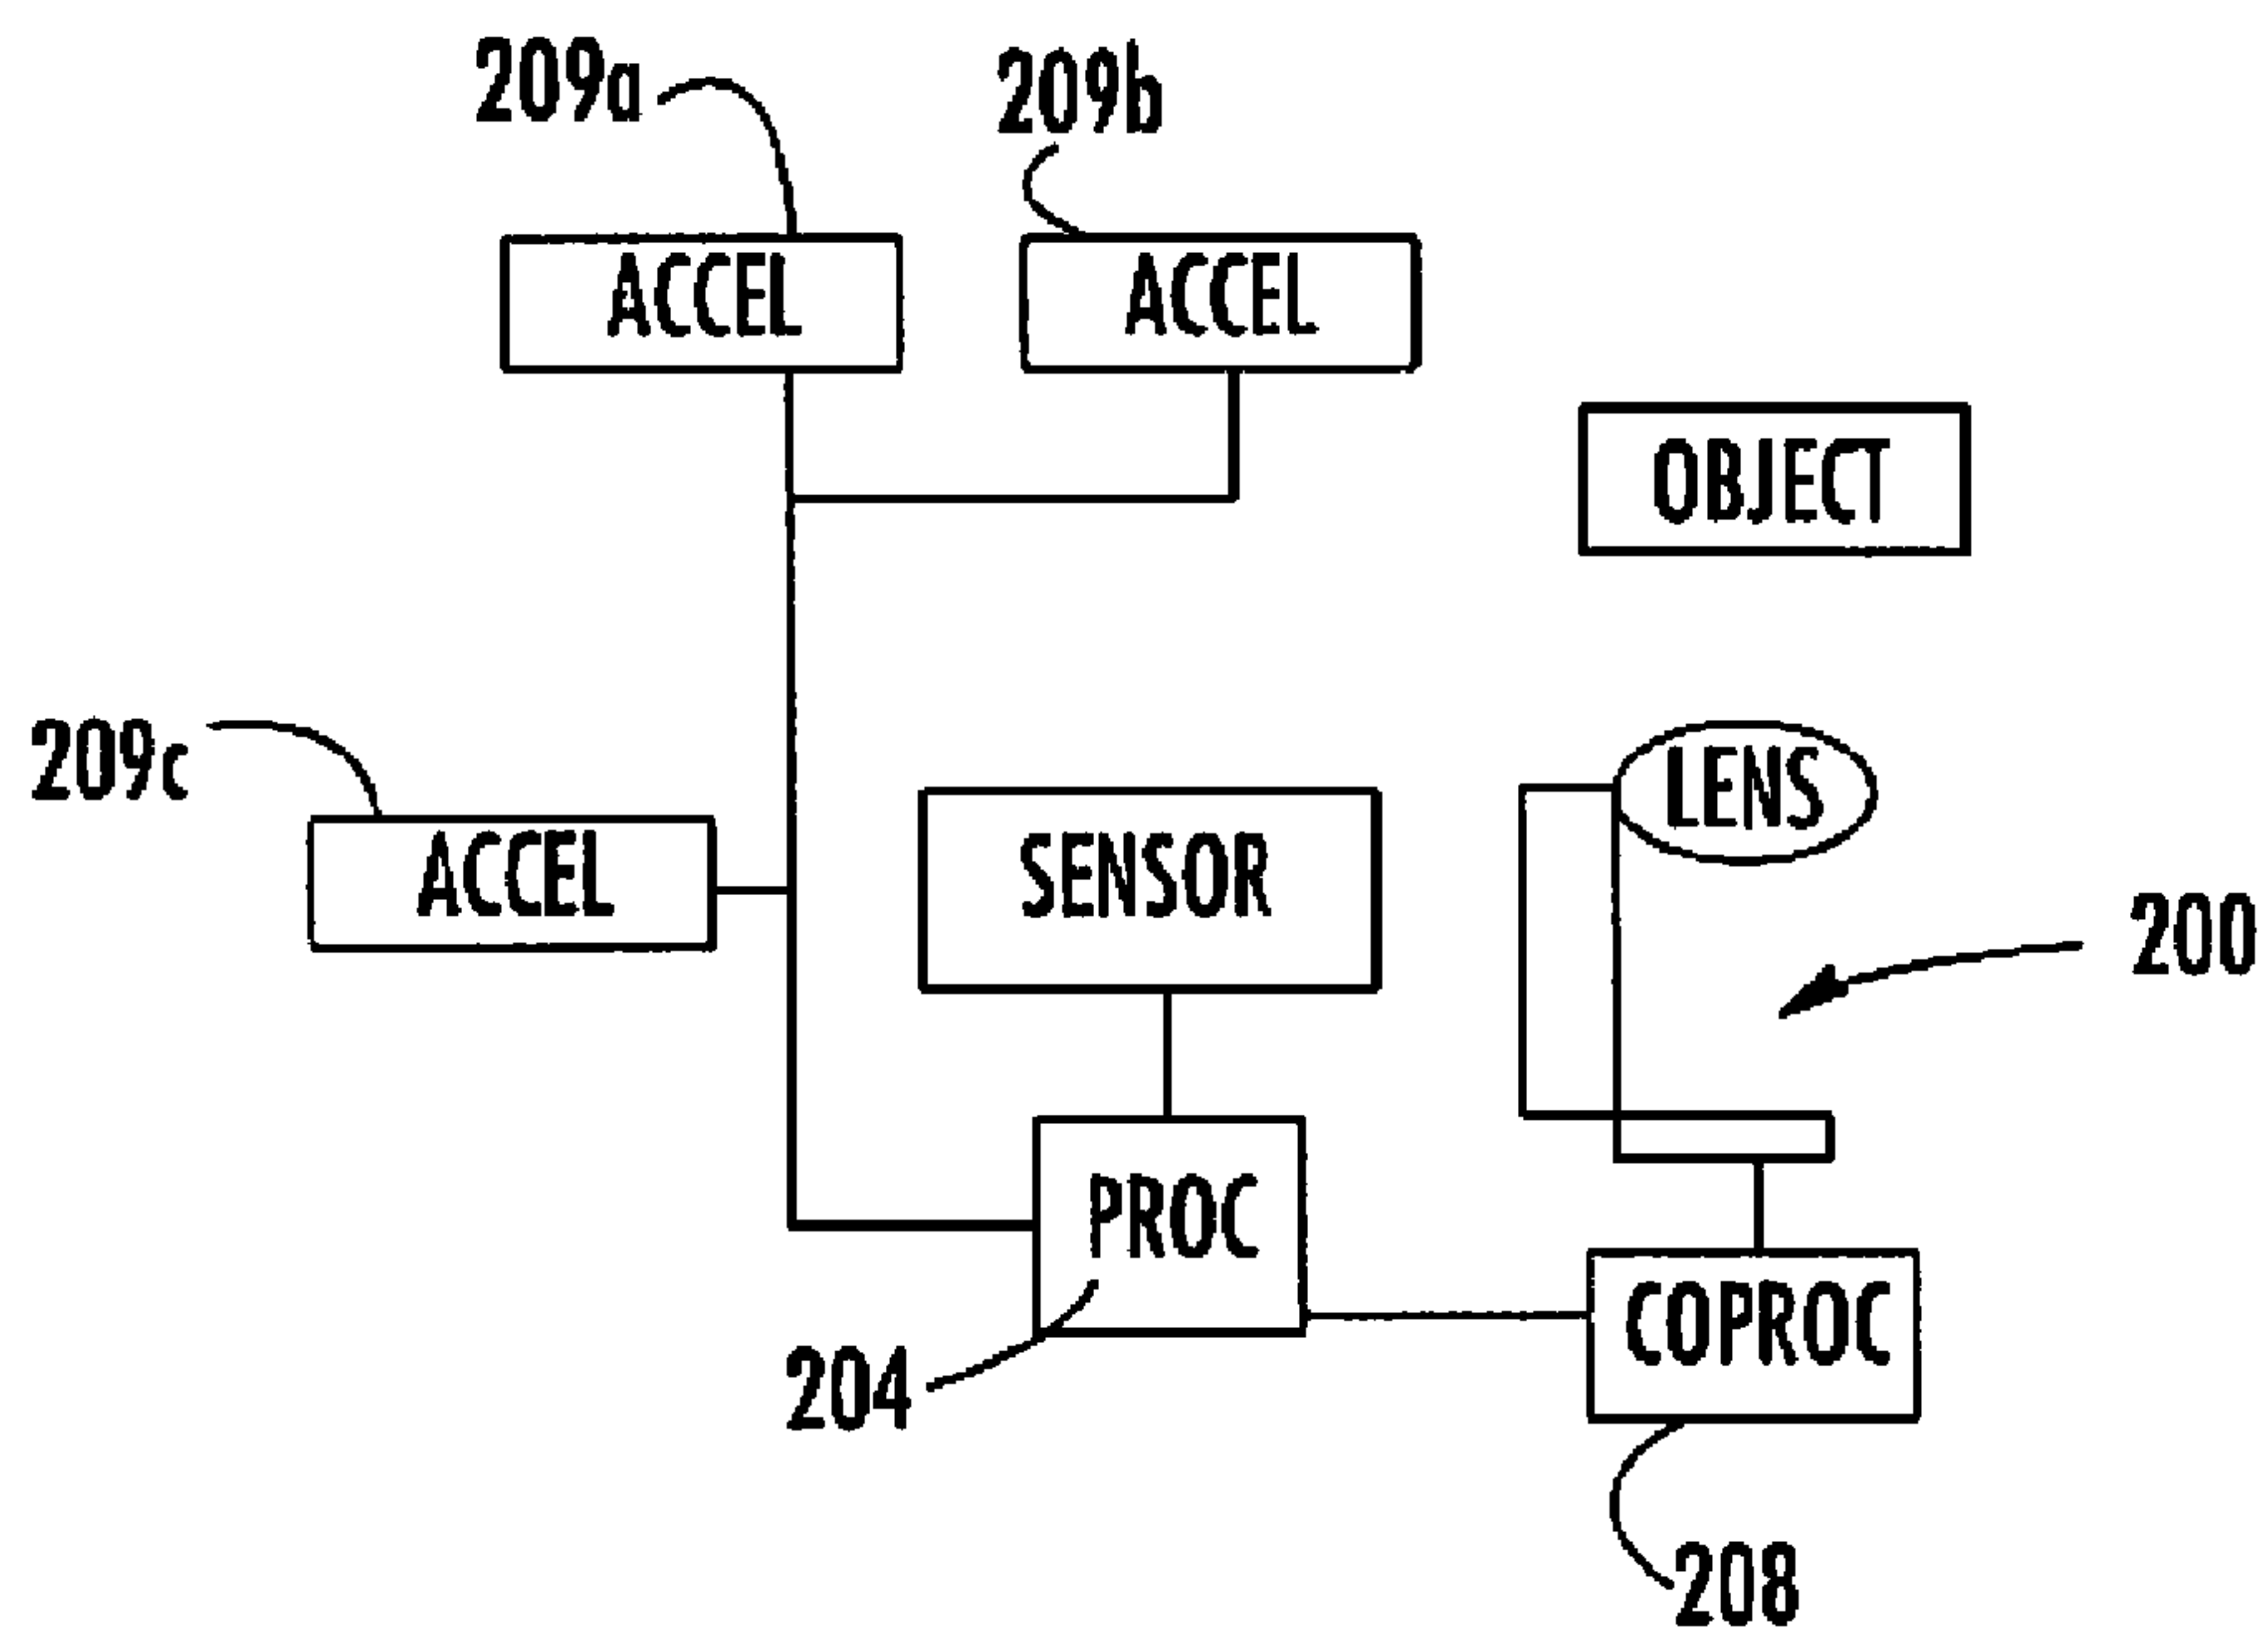 209a
209b
ACCEL
ACCEL
OBJECT
209c
LENS
ACCEL
SENSOR
200
PROC
COPROC
204
208